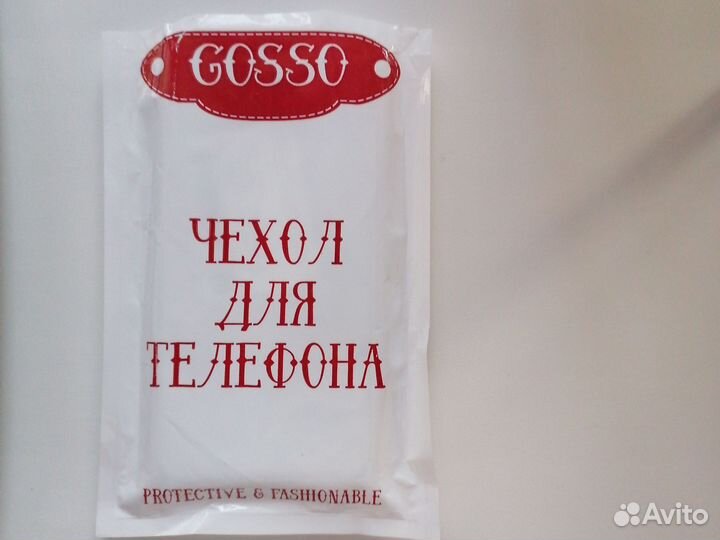 GOSSO
ЧЕХОЛ
ДЛЯ
ТЕЛЕФОНА
PROTECTIVE & FASHIONABLE
Avito